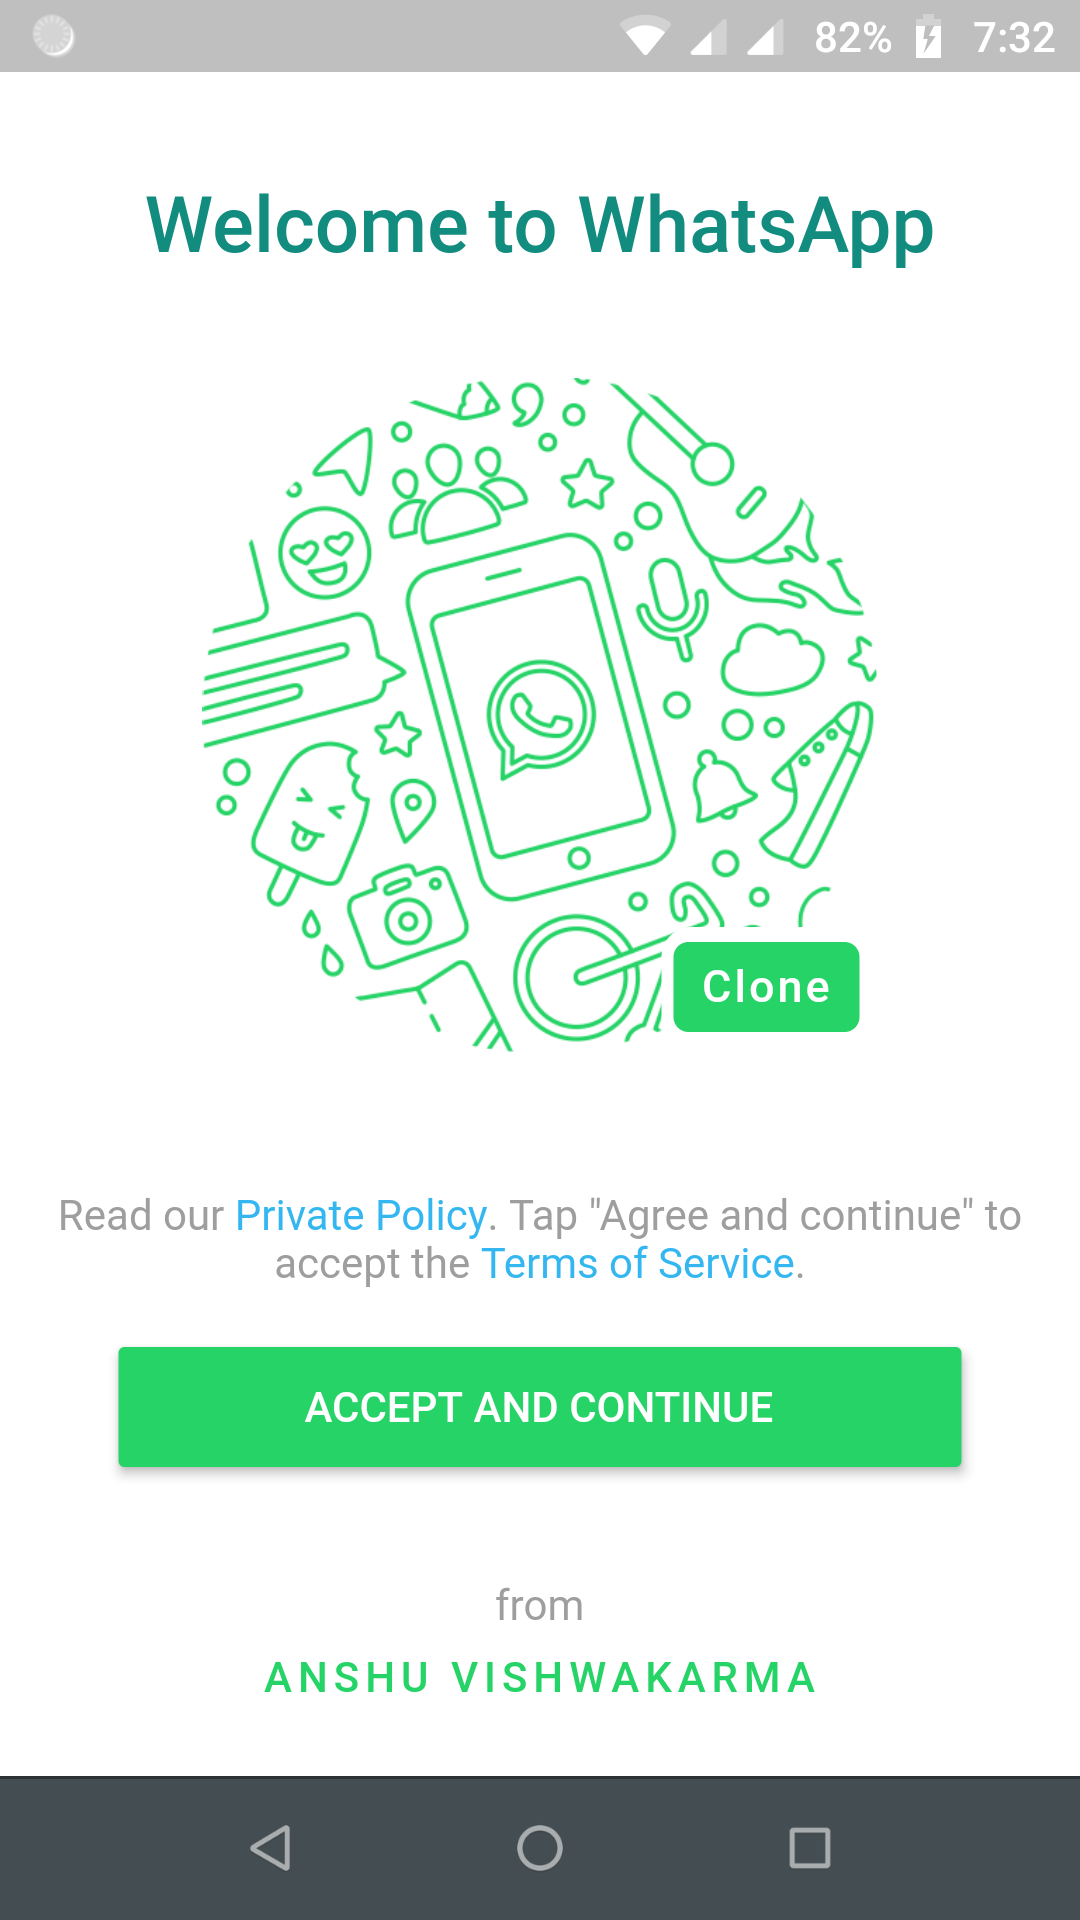 82% 7:32
Welcome to WhatsApp
Clone
Read our Private Policy. Tap "Agree and continue" to
accept the Terms of Service.
ACCEPT AND CONTINUE
from
ANSHU VISHWAKARMA